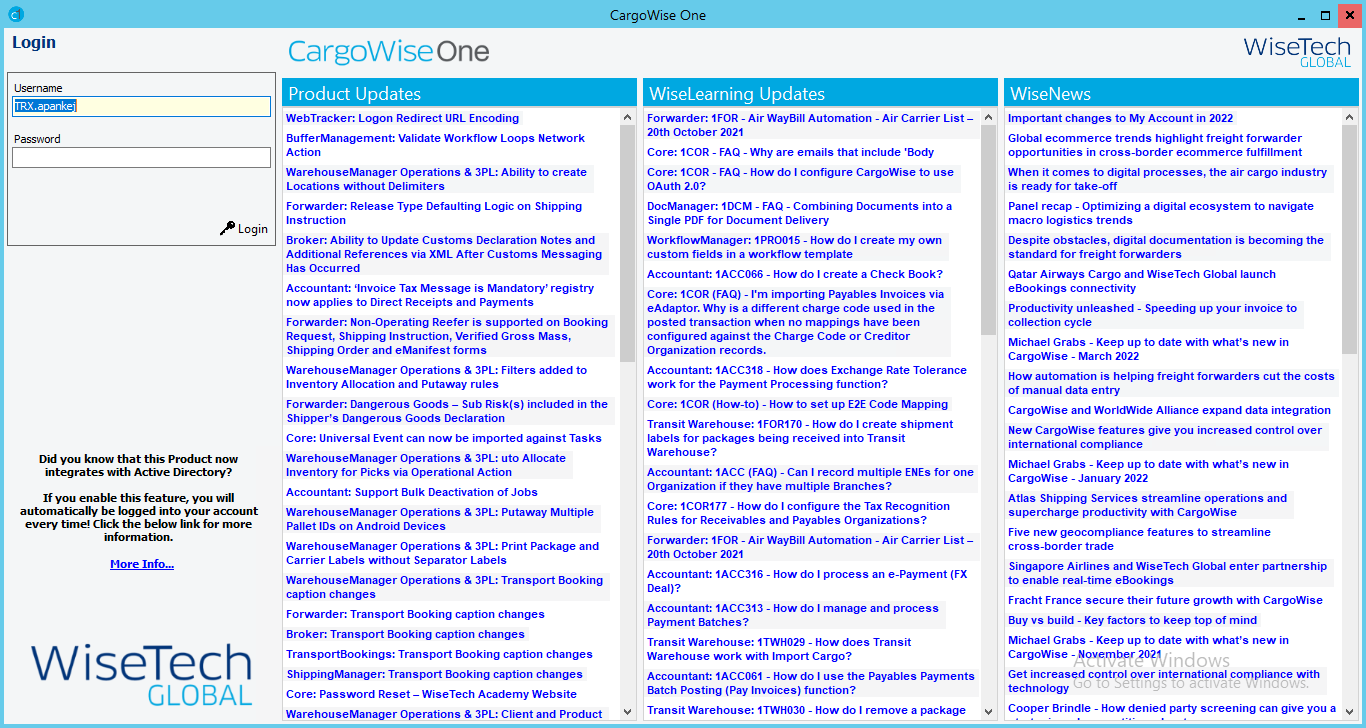 CargoWise One
Login
CargoWiseOne
WiseTech
GLOBAL
Username
TRX.apankej
Password
Login
Did you know that this Product now
integrates with Active Directory?
If you enable this feature, you will
automatically be logged into your account
every time! Click the below link for more
information.
More Info...
WiseTech
GLOBAL
Product Updates
WebTracker: Logon Redirect URL Encoding
BufferManagement: Validate Workflow Loops Network
Action
WarehouseManager Operations & 3PL: Ability to create
Locations without Delimiters
Forwarder: Release Type Defaulting Logic on Shipping
Instruction
Broker: Ability to Update Customs Declaration Notes and
Additional References via XML After Customs Messaging
Has Occurred
Accountant: ‘Invoice Tax Message is Mandatory’ registry
now applies to Direct Receipts and Payments
Forwarder: Non-Operating Reefer is supported on Booking
Request, Shipping Instruction, Verified Gross Mass,
Shipping Order and eManifest forms
WarehouseManager Operations & 3PL: Filters added to
Inventory Allocation and Putaway rules
Forwarder: Dangerous Goods – Sub Risk(s) included in the
Shipper’s Dangerous Goods Declaration
Core: Universal Event can now be imported against Tasks
WarehouseManager Operations & 3PL: uto Allocate
Inventory for Picks via Operational Action
Accountant: Support Bulk Deactivation of Jobs
WarehouseManager Operations & 3PL: Putaway Multiple
Pallet IDs on Android Devices
WarehouseManager Operations & 3PL: Print Package and
Carrier Labels without Separator Labels
WarehouseManager Operations & 3PL: Transport Booking
caption changes
Forwarder: Transport Booking caption changes
Broker: Transport Booking caption changes
TransportBookings: Transport Booking caption changes
ShippingManager: Transport Booking caption changes
Core: Password Reset – WiseTech Academy Website
WarehouseManager Operations & 3PL: Client and Product
WiseLearning Updates
Forwarder: 1FOR - Air WayBill Automation - Air Carrier List –
20th October 2021
Core: 1COR - FAQ - Why are emails that include 'Body
Core: 1COR - FAQ - How do I configure CargoWise to use
OAuth 2.0?
DocManager: 1DCM - FAQ - Combining Documents into a
Single PDF for Document Delivery
WorkflowManager: 1PRO015 - How do I create my own
custom fields in a workflow template
Accountant: 1ACC066 - How do I create a Check Book?
Core: 1COR (FAQ) - I'm importing Payables Invoices via
eAdaptor. Why is a different charge code used in the
posted transaction when no mappings have been
configured against the Charge Code or Creditor
Organization records.
Accountant: 1ACC318 - How does Exchange Rate Tolerance
work for the Payment Processing function?
Core: 1COR (How-to) - How to set up E2E Code Mapping
Transit Warehouse: 1FOR170 - How do I create shipment
labels for packages being received into Transit
Warehouse?
Accountant: 1ACC (FAQ) - Can I record multiple ENEs for one
Organization if they have multiple Branches?
Core: 1COR177 - How do I configure the Tax Recognition
Rules for Receivables and Payables Organizations?
Forwarder: 1FOR - Air WayBill Automation - Air Carrier List –
20th October 2021
Accountant: 1ACC316 - How do I process an e-Payment (FX
Deal)?
Accountant: 1ACC313 - How do I manage and process
Payment Batches?
Transit Warehouse: 1TWH029 - How does Transit
Warehouse work with Import Cargo?
Accountant: 1ACC061 - How do I use the Payables Payments
Batch Posting (Pay Invoices) function?
Transit Warehouse: 1TWH030 - How do I remove a package
WiseNews
Important changes to My Account in 2022
Global ecommerce trends highlight freight forwarder
opportunities in cross-border ecommerce fulfillment
When it comes to digital processes, the air cargo industry
is ready for take-off
Panel recap - Optimizing a digital ecosystem to navigate
macro logistics trends
Despite obstacles, digital documentation is becoming the
standard for freight forwarders
Qatar Airways Cargo and WiseTech Global launch
eBookings connectivity
Productivity unleashed - Speeding up your invoice to
collection cycle
Michael Grabs - Keep up to date with what’s new in
CargoWise - March 2022
How automation is helping freight forwarders cut the costs
of manual data entry
CargoWise and WorldWide Alliance expand data integration
New CargoWise features give you increased control over
international compliance
Michael Grabs - Keep up to date with what’s new in
CargoWise - January 2022
Atlas Shipping Services streamline operations and
supercharge productivity with CargoWise
Five new geocompliance features to streamline
cross-border trade
Singapore Airlines and WiseTech Global enter partnership
to enable real-time eBookings
Fracht France secure their future growth with CargoWise
Buy vs build - Key factors to keep top of mind
Michael Grabs - Keep up to date with what’s new in
CargoWise - November 2021
Get increased control over international compliance with
technology
Cooper Brindle - How denied party screening can give you a
Activate Windows
Go to Settings to activate Windows.